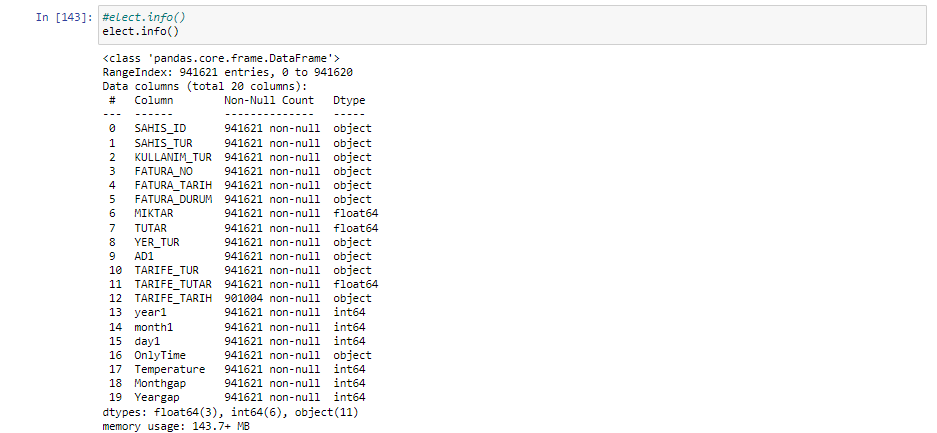 In [143]: #elect.info()
elect.info()
<class 'pandas.core.frame.DataFrame'>
RangeIndex: 941621 entries, 0 to 941620
Data columns (total 20 columns):
 #   Column        Non-Null Count   Dtype
---  ------        --------------   -----
 0   SAHIS_ID      941621 non-null  object
 1   SAHIS_TUR     941621 non-null  object
 2   KULLANIM_TUR  941621 non-null  object
 3   FATURA_NO     941621 non-null  object
 4   FATURA_TARIH  941621 non-null  object
 5   FATURA_DURUM  941621 non-null  object
 6   MIKTAR        941621 non-null  float64
 7   TUTAR         941621 non-null  float64
 8   YER_TUR       941621 non-null  object
 9   AD1           941621 non-null  object
 10  TARIFE_TUR    941621 non-null  object
 11  TARIFE_TUTAR  941621 non-null  float64
 12  TARIFE_TARIH  901004 non-null  object
 13  year1         941621 non-null  int64
 14  month1        941621 non-null  int64
 15  day1          941621 non-null  int64
 16  OnlyTime      941621 non-null  object
 17  Temperature   941621 non-null  int64
 18  Monthgap      941621 non-null  int64
 19  Yeargap       941621 non-null  int64
dtypes: float64(3), int64(6), object(11)
memory usage: 143.7+ MB